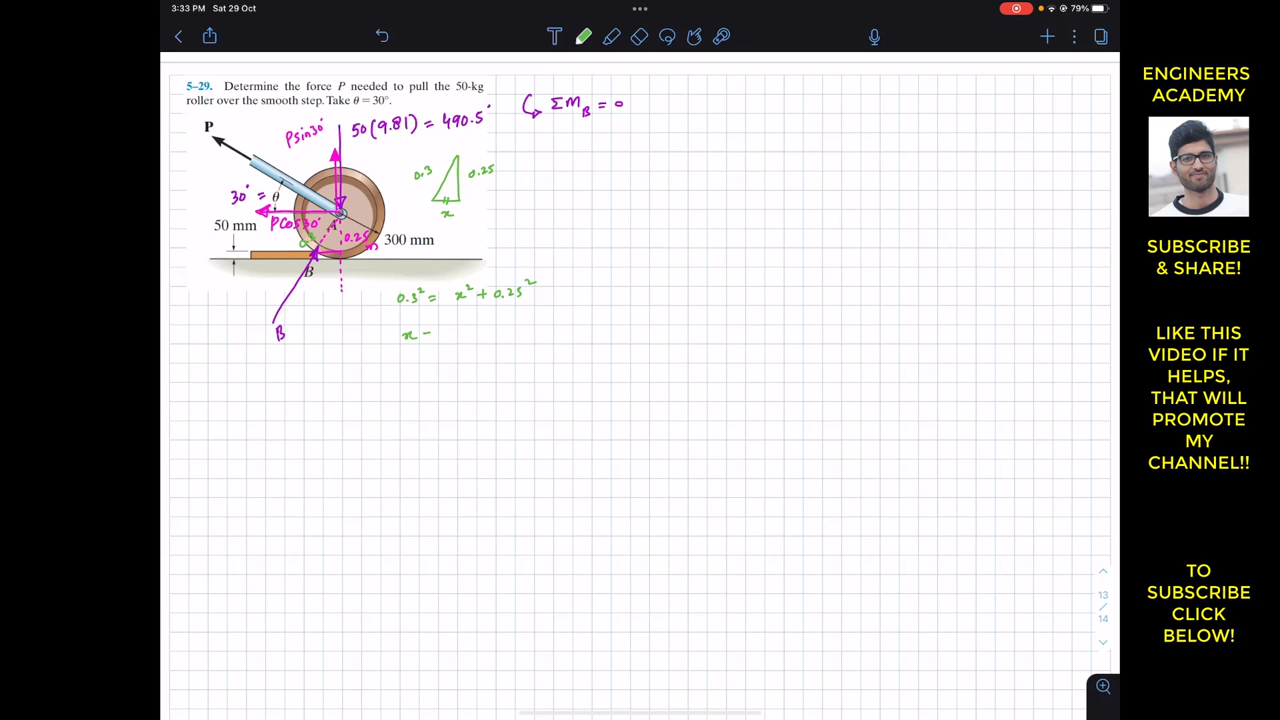 3:33 PM Sat 29 Oct
79%
5–29. Determine the force P needed to pull the 50-kg
roller over the smooth step. Take θ = 30°.
ΣM_B = 0
P
Psin30°
50(9.81) = 490.5
0.3
0.25
x
30° =
θ
Pcos30°
A
50 mm
0.25
m
300 mm
B
0.3² = x² + 0.25²
x -
B
13
/
14
ENGINEERS
ACADEMY
SUBSCRIBE
& SHARE!
LIKE THIS
VIDEO IF IT
HELPS,
THAT WILL
PROMOTE
MY
CHANNEL!!
TO
SUBSCRIBE
CLICK
BELOW!